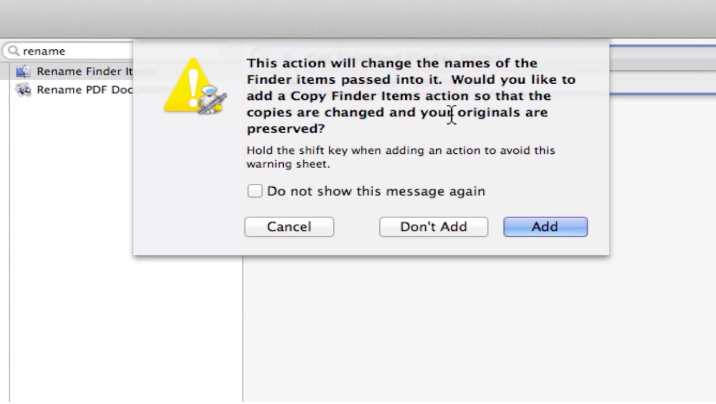 rename
Rename Finder It
Rename PDF Doc
This action will change the names of the
Finder items passed into it. Would you like to
add a Copy Finder Items action so that the
copies are changed and your originals are
preserved?
Hold the shift key when adding an action to avoid this
warning sheet.
Do not show this message again
Cancel
Don't Add
Add